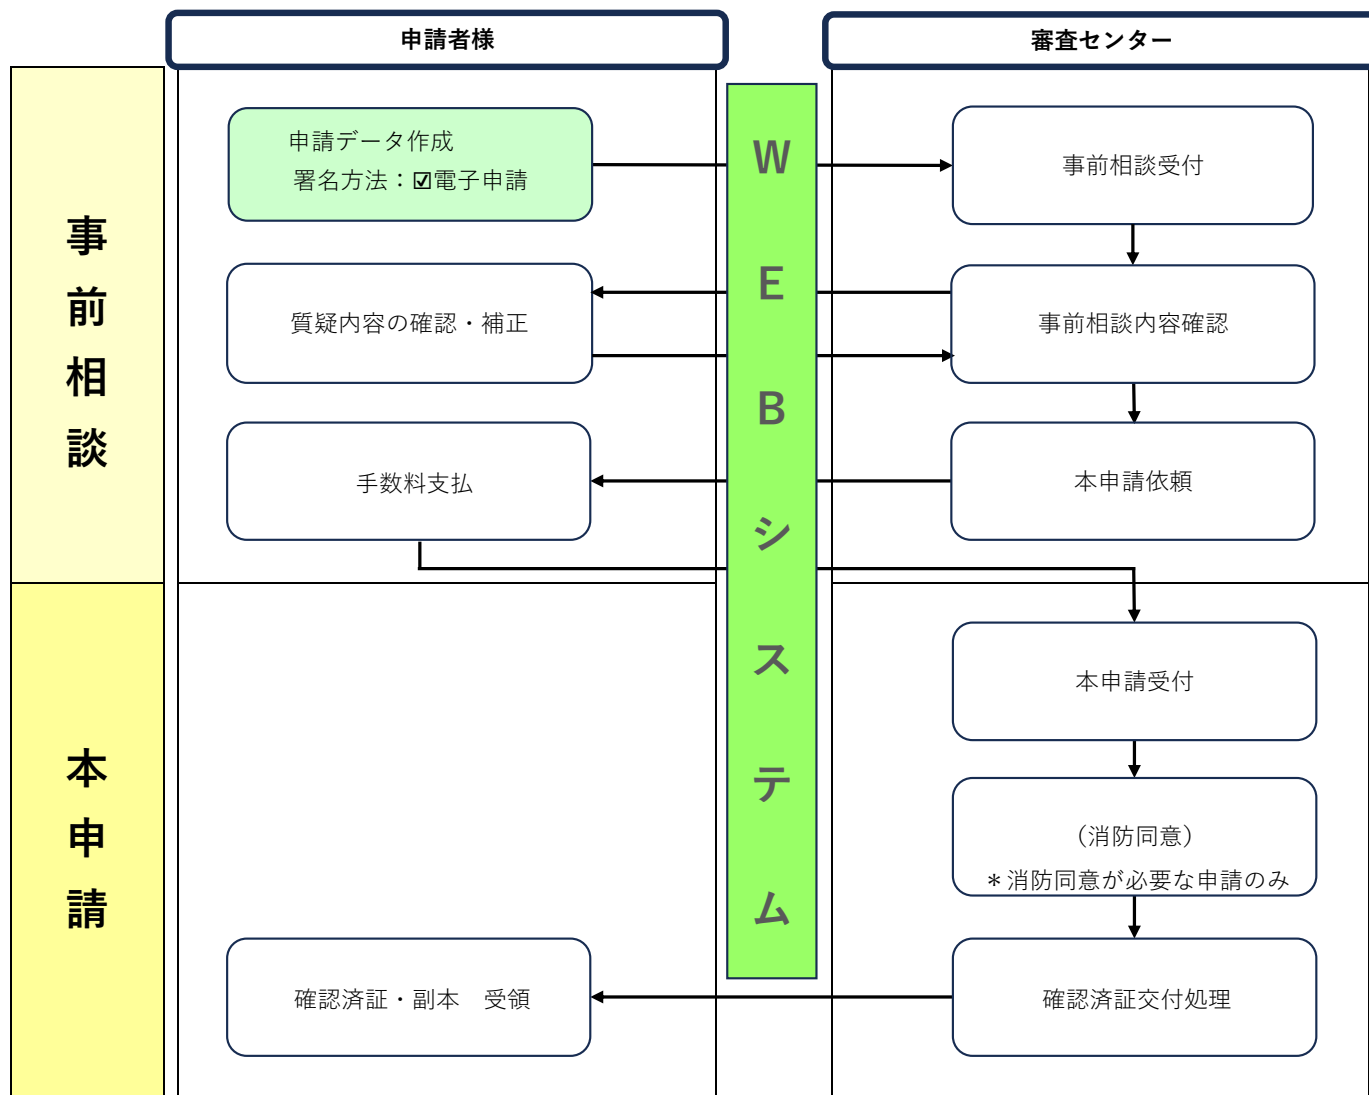 申請者様
審査センター
事前相談
申請データ作成
署名方法：☑電子申請
事前相談受付
質疑内容の確認・補正
事前相談内容確認
手数料支払
本申請依頼
WEBシステム
本申請
本申請受付
（消防同意）
＊消防同意が必要な申請のみ
確認済証・副本　受領
確認済証交付処理